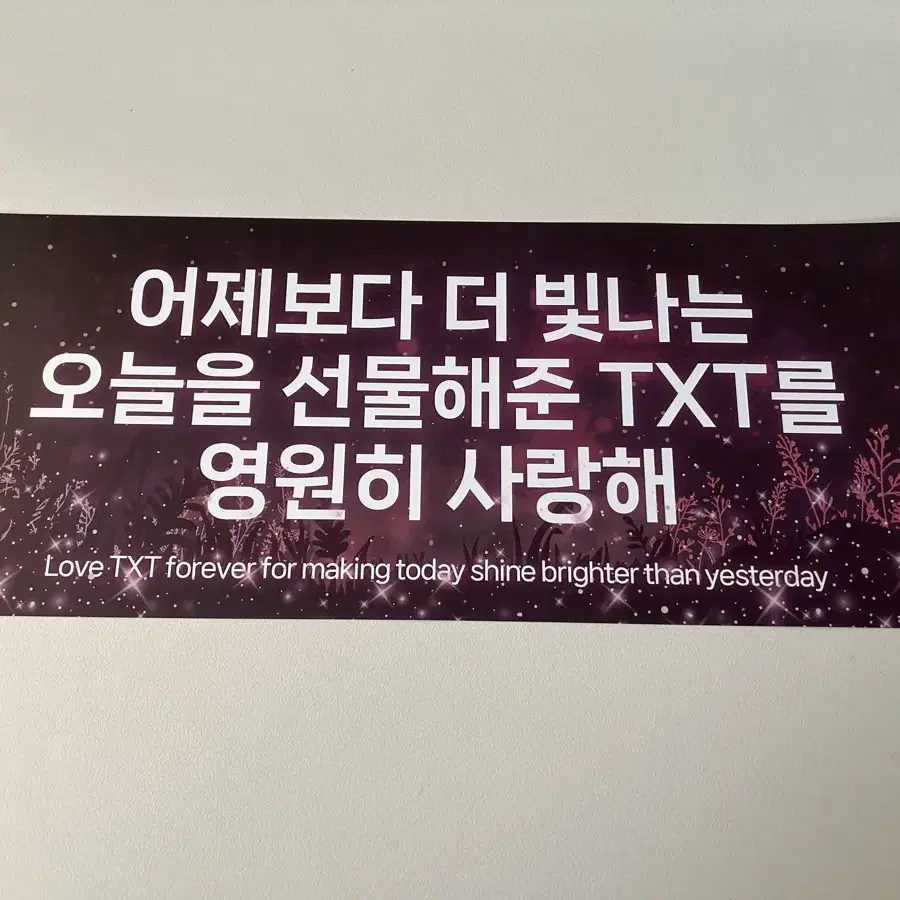 어제보다 더 빛나는
오늘을 선물해준 TXT를
영원히 사랑해
Love TXT forever for making today shine brighter than yesterday